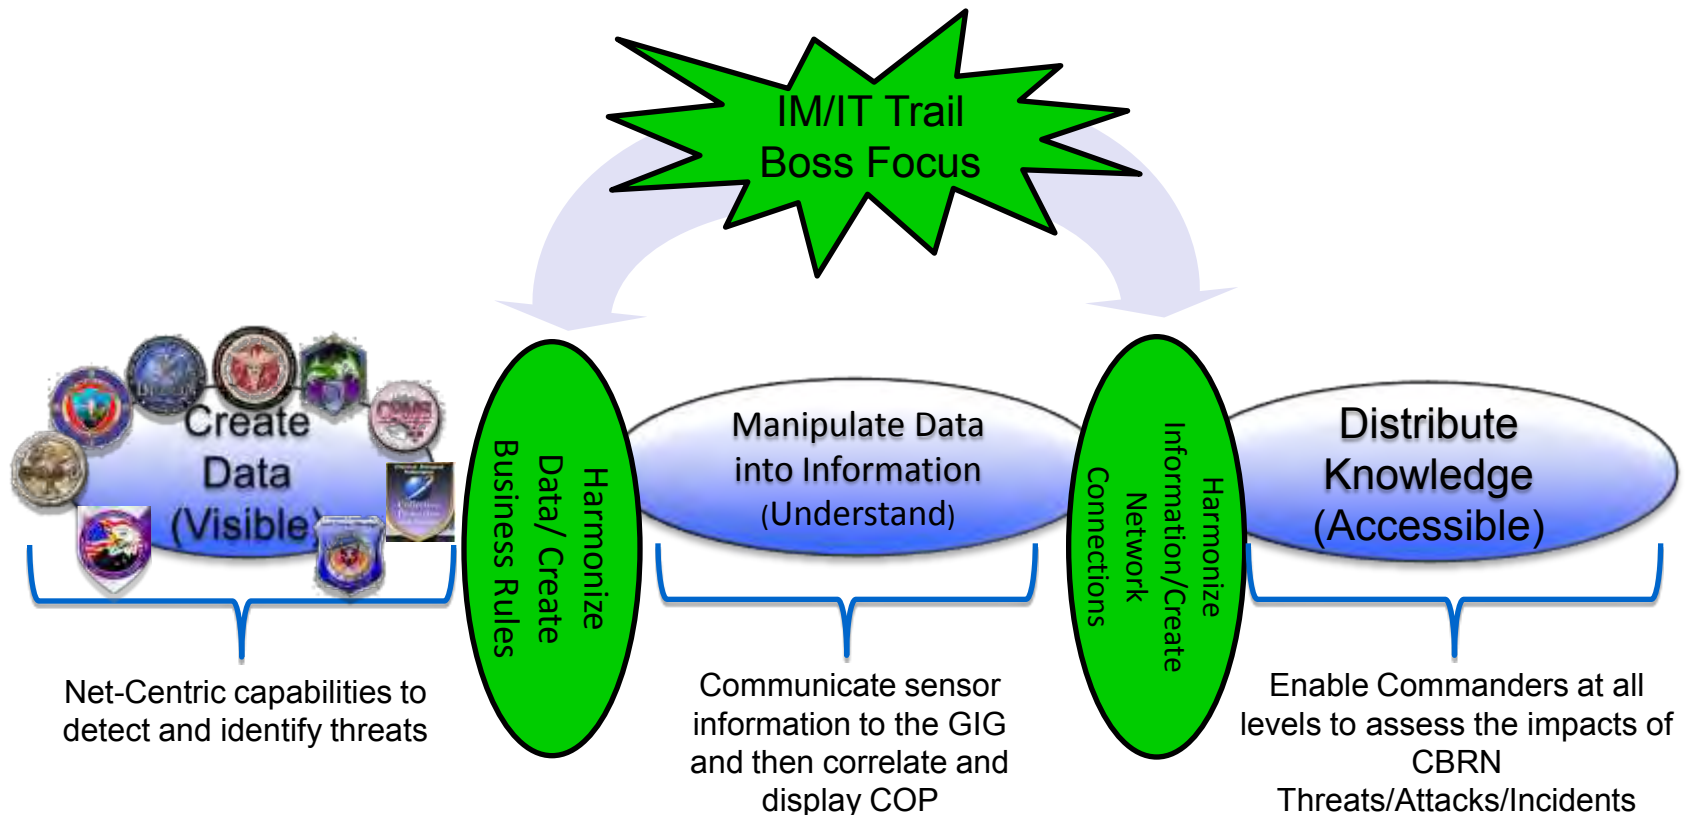 IM/IT Trail
Boss Focus
Create
Data
(Visible)
Harmonize
Data/ Create
Business Rules
Manipulate Data
into Information
(Understand)
Harmonize
Information/Create
Network
Connections
Distribute
Knowledge
(Accessible)
Net-Centric capabilities to
detect and identify threats
Communicate sensor
information to the GIG
and then correlate and
display COP
Enable Commanders at all
levels to assess the impacts of
CBRN
Threats/Attacks/Incidents